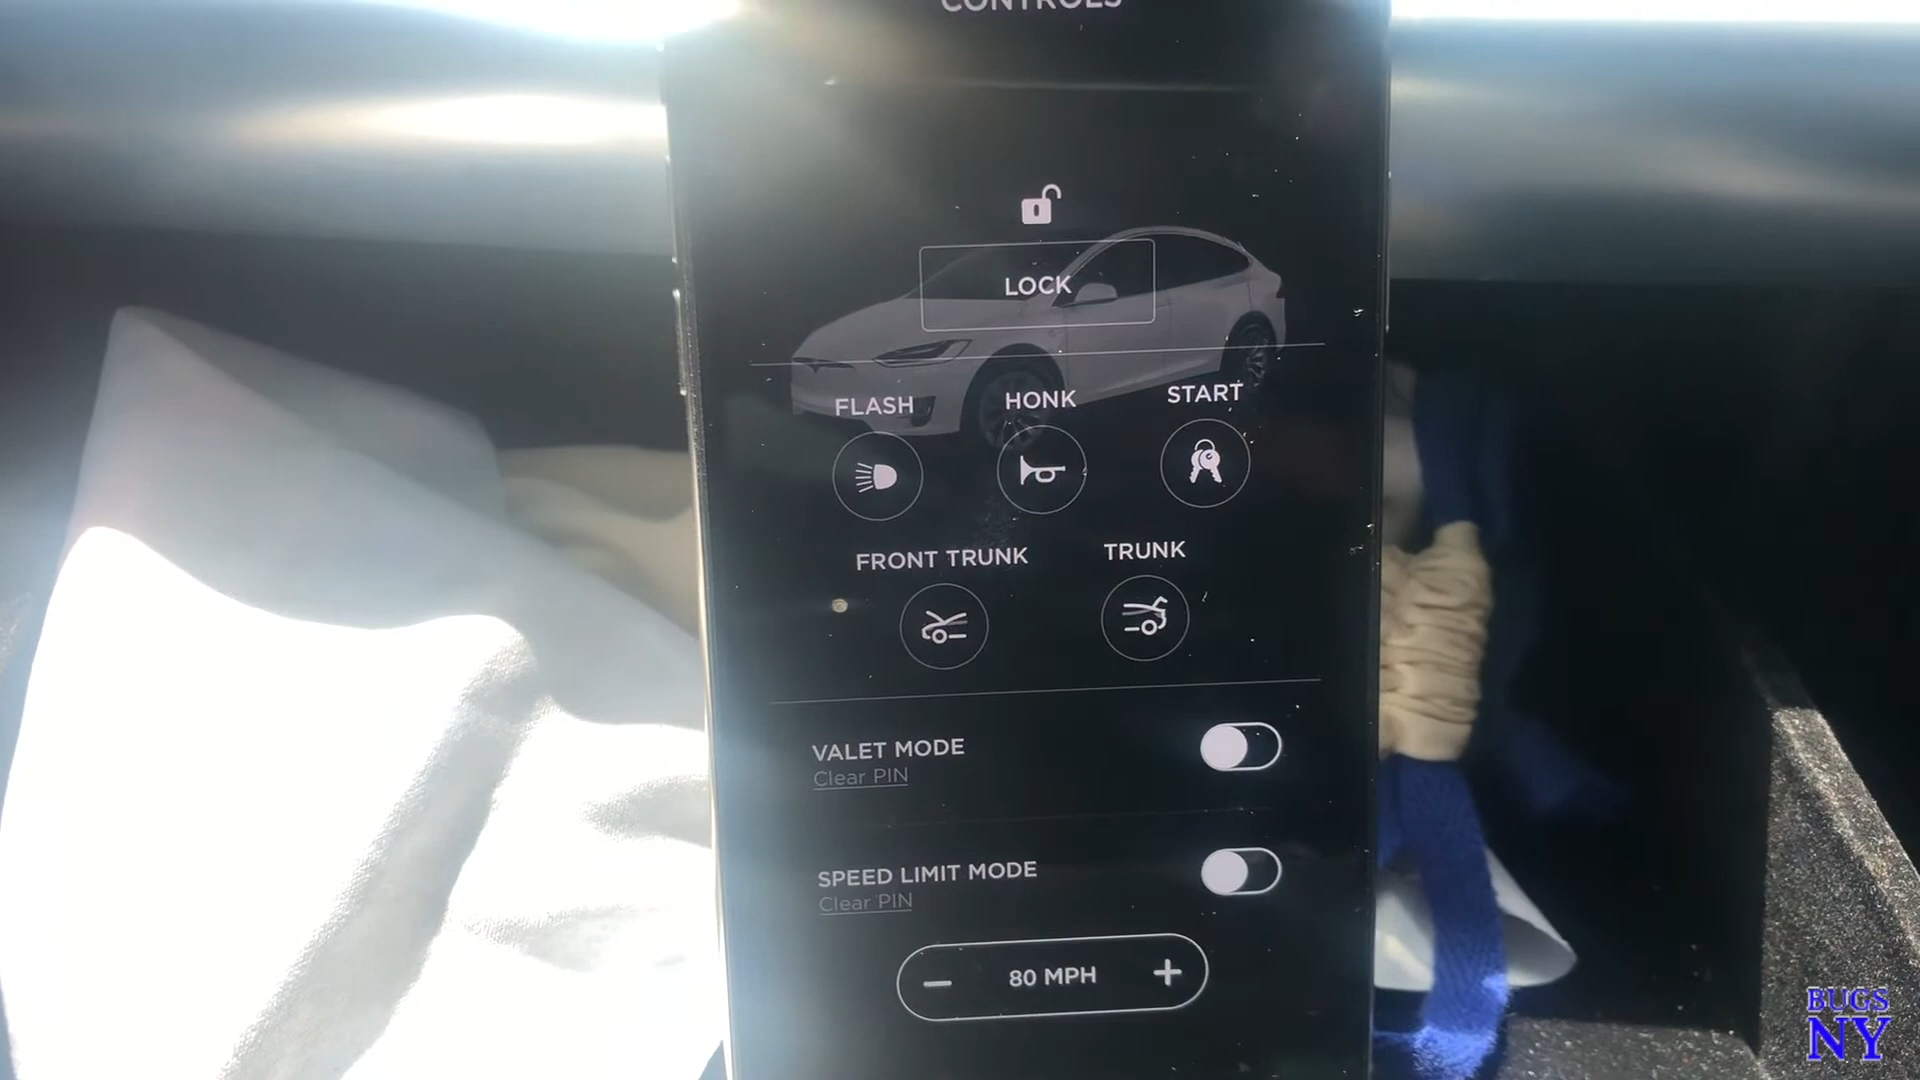 CONTROLS
LOCK
FLASH
HONK
START
FRONT TRUNK
TRUNK
VALET MODE
Clear PIN
SPEED LIMIT MODE
Clear PIN
80 MPH
BUGS
NY